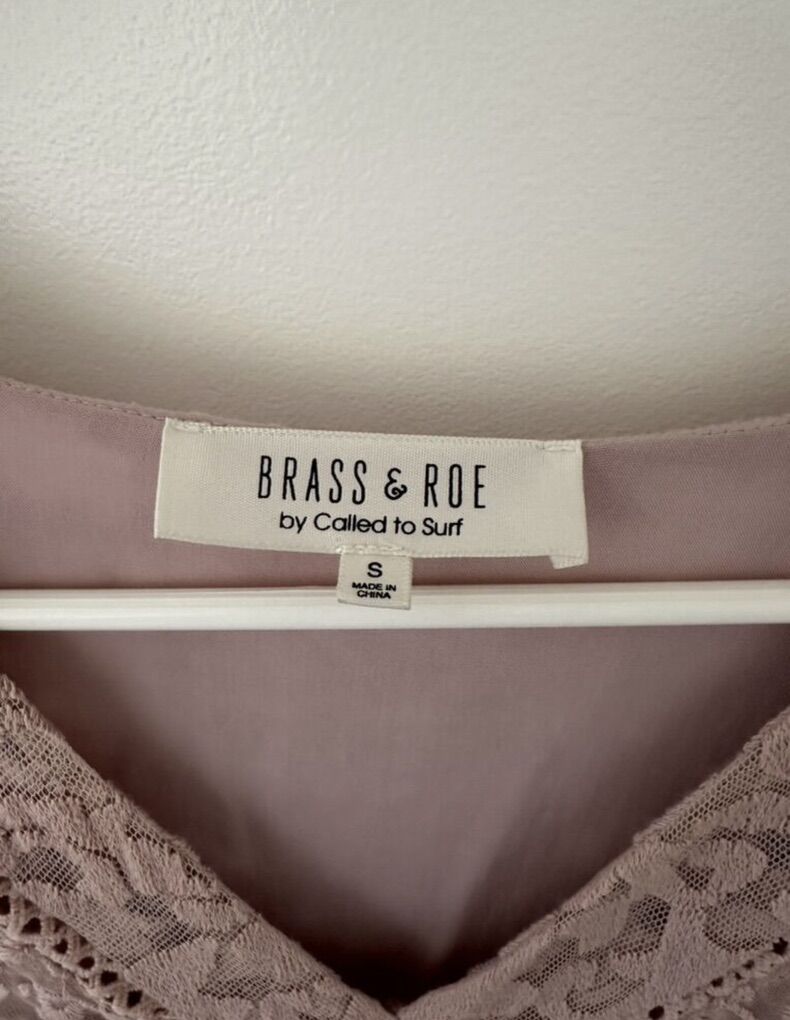 BRASS & ROE
by Called to Surf
S
MADE IN
CHINA